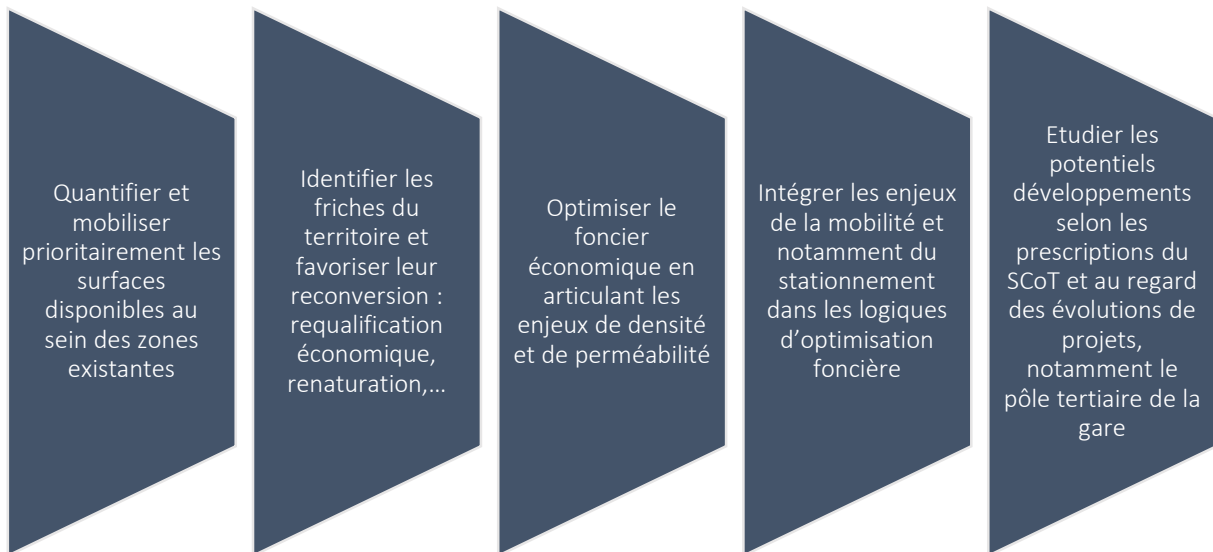 Quantifier et
mobiliser
prioritairement les
surfaces
disponibles au
sein des zones
existantes
Identifier les
friches du
territoire et
favoriser leur
reconversion :
requalification
économique,
renaturation,...
Optimiser le
foncier
économique en
articulant les
enjeux de densité
et de perméabilité
Intégrer les enjeux
de la mobilité et
notamment du
stationnement
dans les logiques
d’optimisation
foncière
Etudier les
potentiels
développements
selon les
prescriptions du
SCoT et au regard
des évolutions de
projets,
notamment le
pôle tertiaire de la
gare